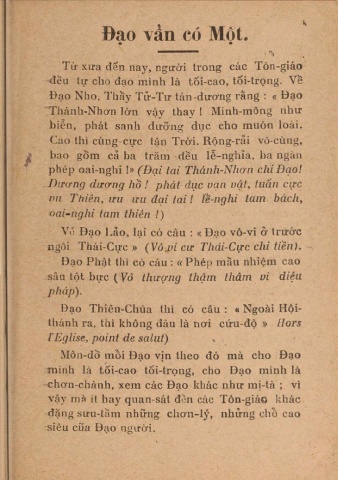 Đạo vẫn có Một.
Từ xưa đến nay, người trong các Tôn-giáo
đều tự cho đạo mình là tối-cao, tối-trọng. Về
Đạo Nho, Thầy Tử-Tư tán-dương rằng : « Đạo
Thánh-Nhơn lớn vậy thay ! Minh-mông như
biển, phát sanh dưỡng dục cho muôn loài.
Cao thì cùng-cực tận Trời. Rộng-rãi vô-cùng,
bao gồm cả ba trăm đều lễ-nghĩa, ba ngàn
phép oai-nghi !» (Đại tai Thánh-Nhơn chi Đạo!
Dương dương hồ ! phát dục vạn vật, tuấn cực
vu Thiên, ưu ưu đại tai ! lễ-nghi tam bách,
oai-nghi tam thiên !)
Về Đạo Lão, lại có câu : «Đạo vô-vi ở trước
ngôi Thái-Cực » (Vô vi cư Thái-Cực chi tiền).
Đạo Phật thì có câu : «Phép mầu nhiệm cao
sâu tột bực (Vô thượng thậm thâm vi diệu
pháp).
Đạo Thiên-Chúa thì có câu : « Ngoài Hội-
thánh ra, thì không đâu là nơi cứu-độ » Hors
l'Eglise, point de salut)
Môn-đồ mỗi Đạo vịn theo đó mà cho Đạo
mình là tối-cao tối-trọng, cho Đạo mình là
chơn-chánh, xem các Đạo khác như mị-tà ; vì
vậy mà ít hay quan-sát đến các Tôn-giáo khác
đặng sưu-tầm những chơn-lý, những chỗ cao
siêu của Đạo người.